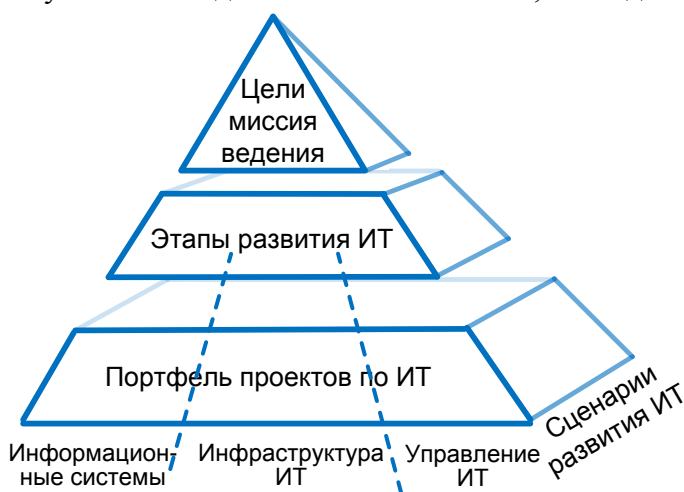 Цели
миссия
ведения
Этапы развития ИТ
Портфель проектов по ИТ
Информацион-
ные системы
Инфраструктура
ИТ
Управление
ИТ
Сценарии
развития ИТ